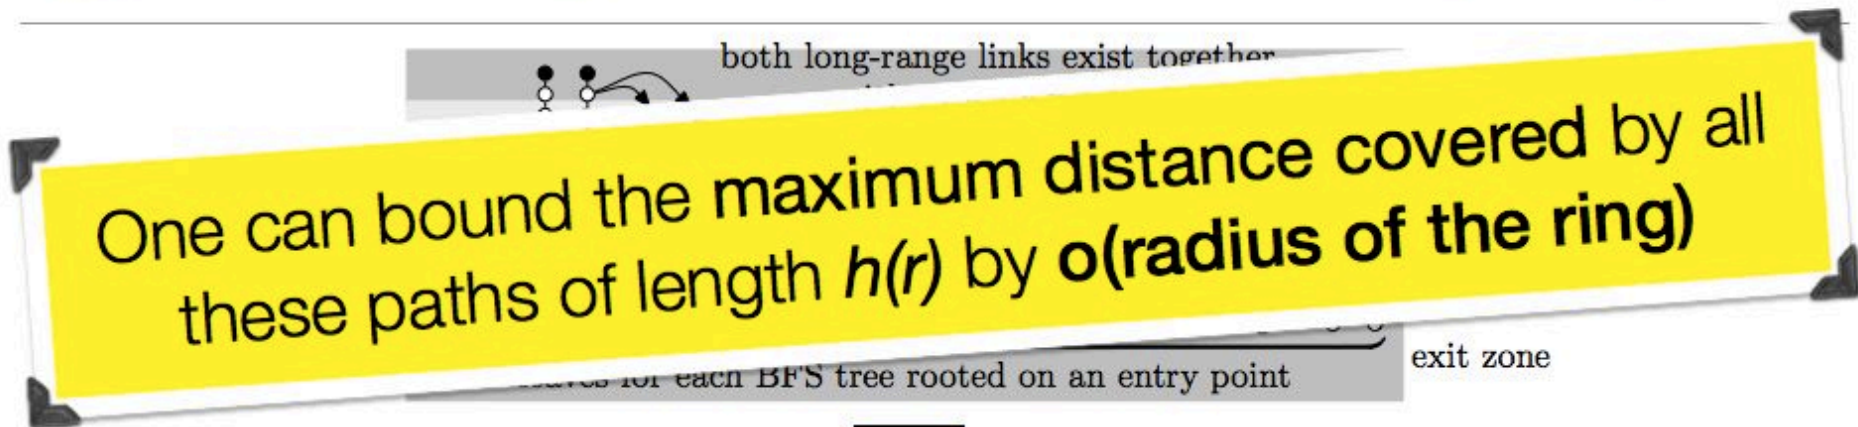 both long-range links exist together
One can bound the maximum distance covered by all
these paths of length h(r) by o(radius of the ring)
exit zone
for each BFS tree rooted on an entry point